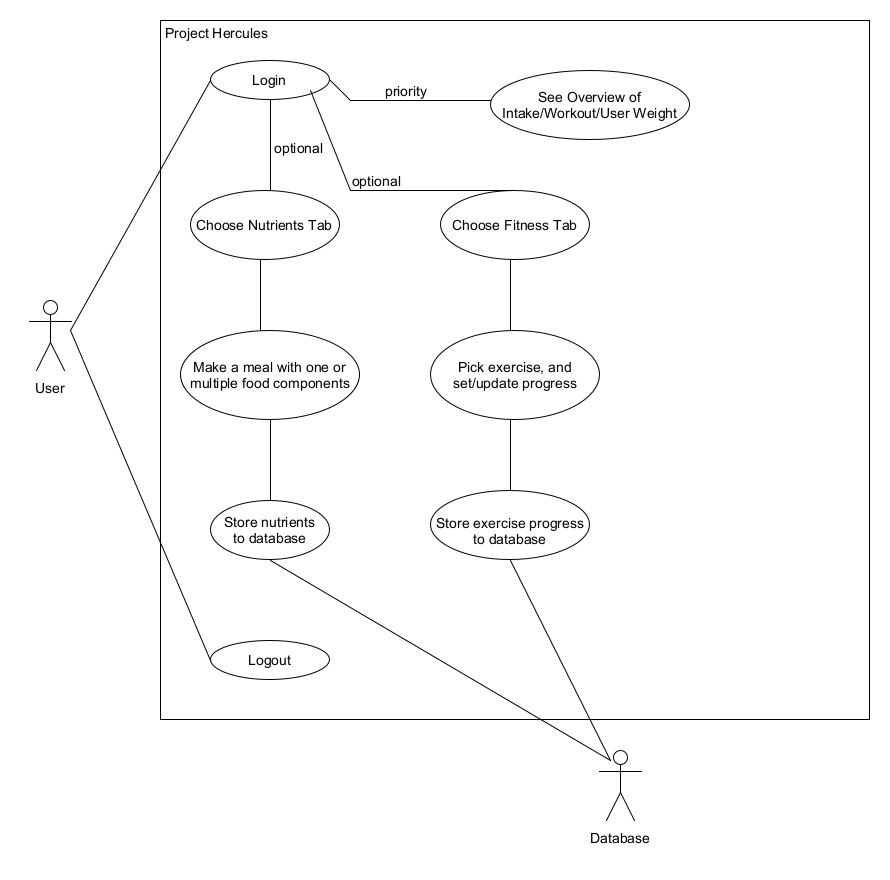 Project Hercules
Login
priority
See Overview of
Intake/Workout/User Weight
optional
optional
Choose Nutrients Tab
Choose Fitness Tab
User
Make a meal with one or
multiple food components
Pick exercise, and
set/update progress
Store nutrients
to database
Store exercise progress
to database
Logout
Database